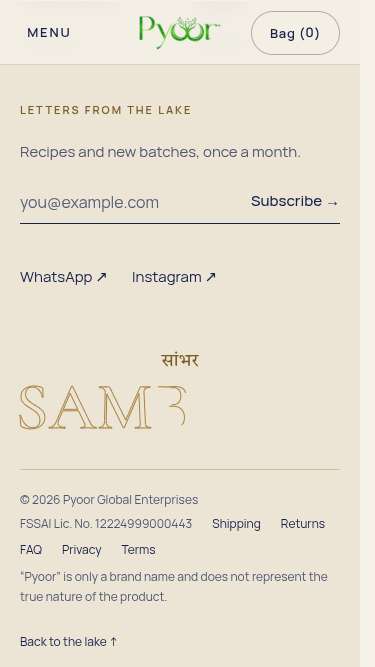 MENU
Pyoor
Bag (0)
LETTERS FROM THE LAKE
Recipes and new batches, once a month.
you@example.com
Subscribe →
WhatsApp ↗ Instagram ↗
सांभर
SAM
© 2026 Pyoor Global Enterprises
FSSAI Lic. No. 12224999000443 Shipping Returns
FAQ Privacy Terms
“Pyoor” is only a brand name and does not represent the
true nature of the product.
Back to the lake ↑